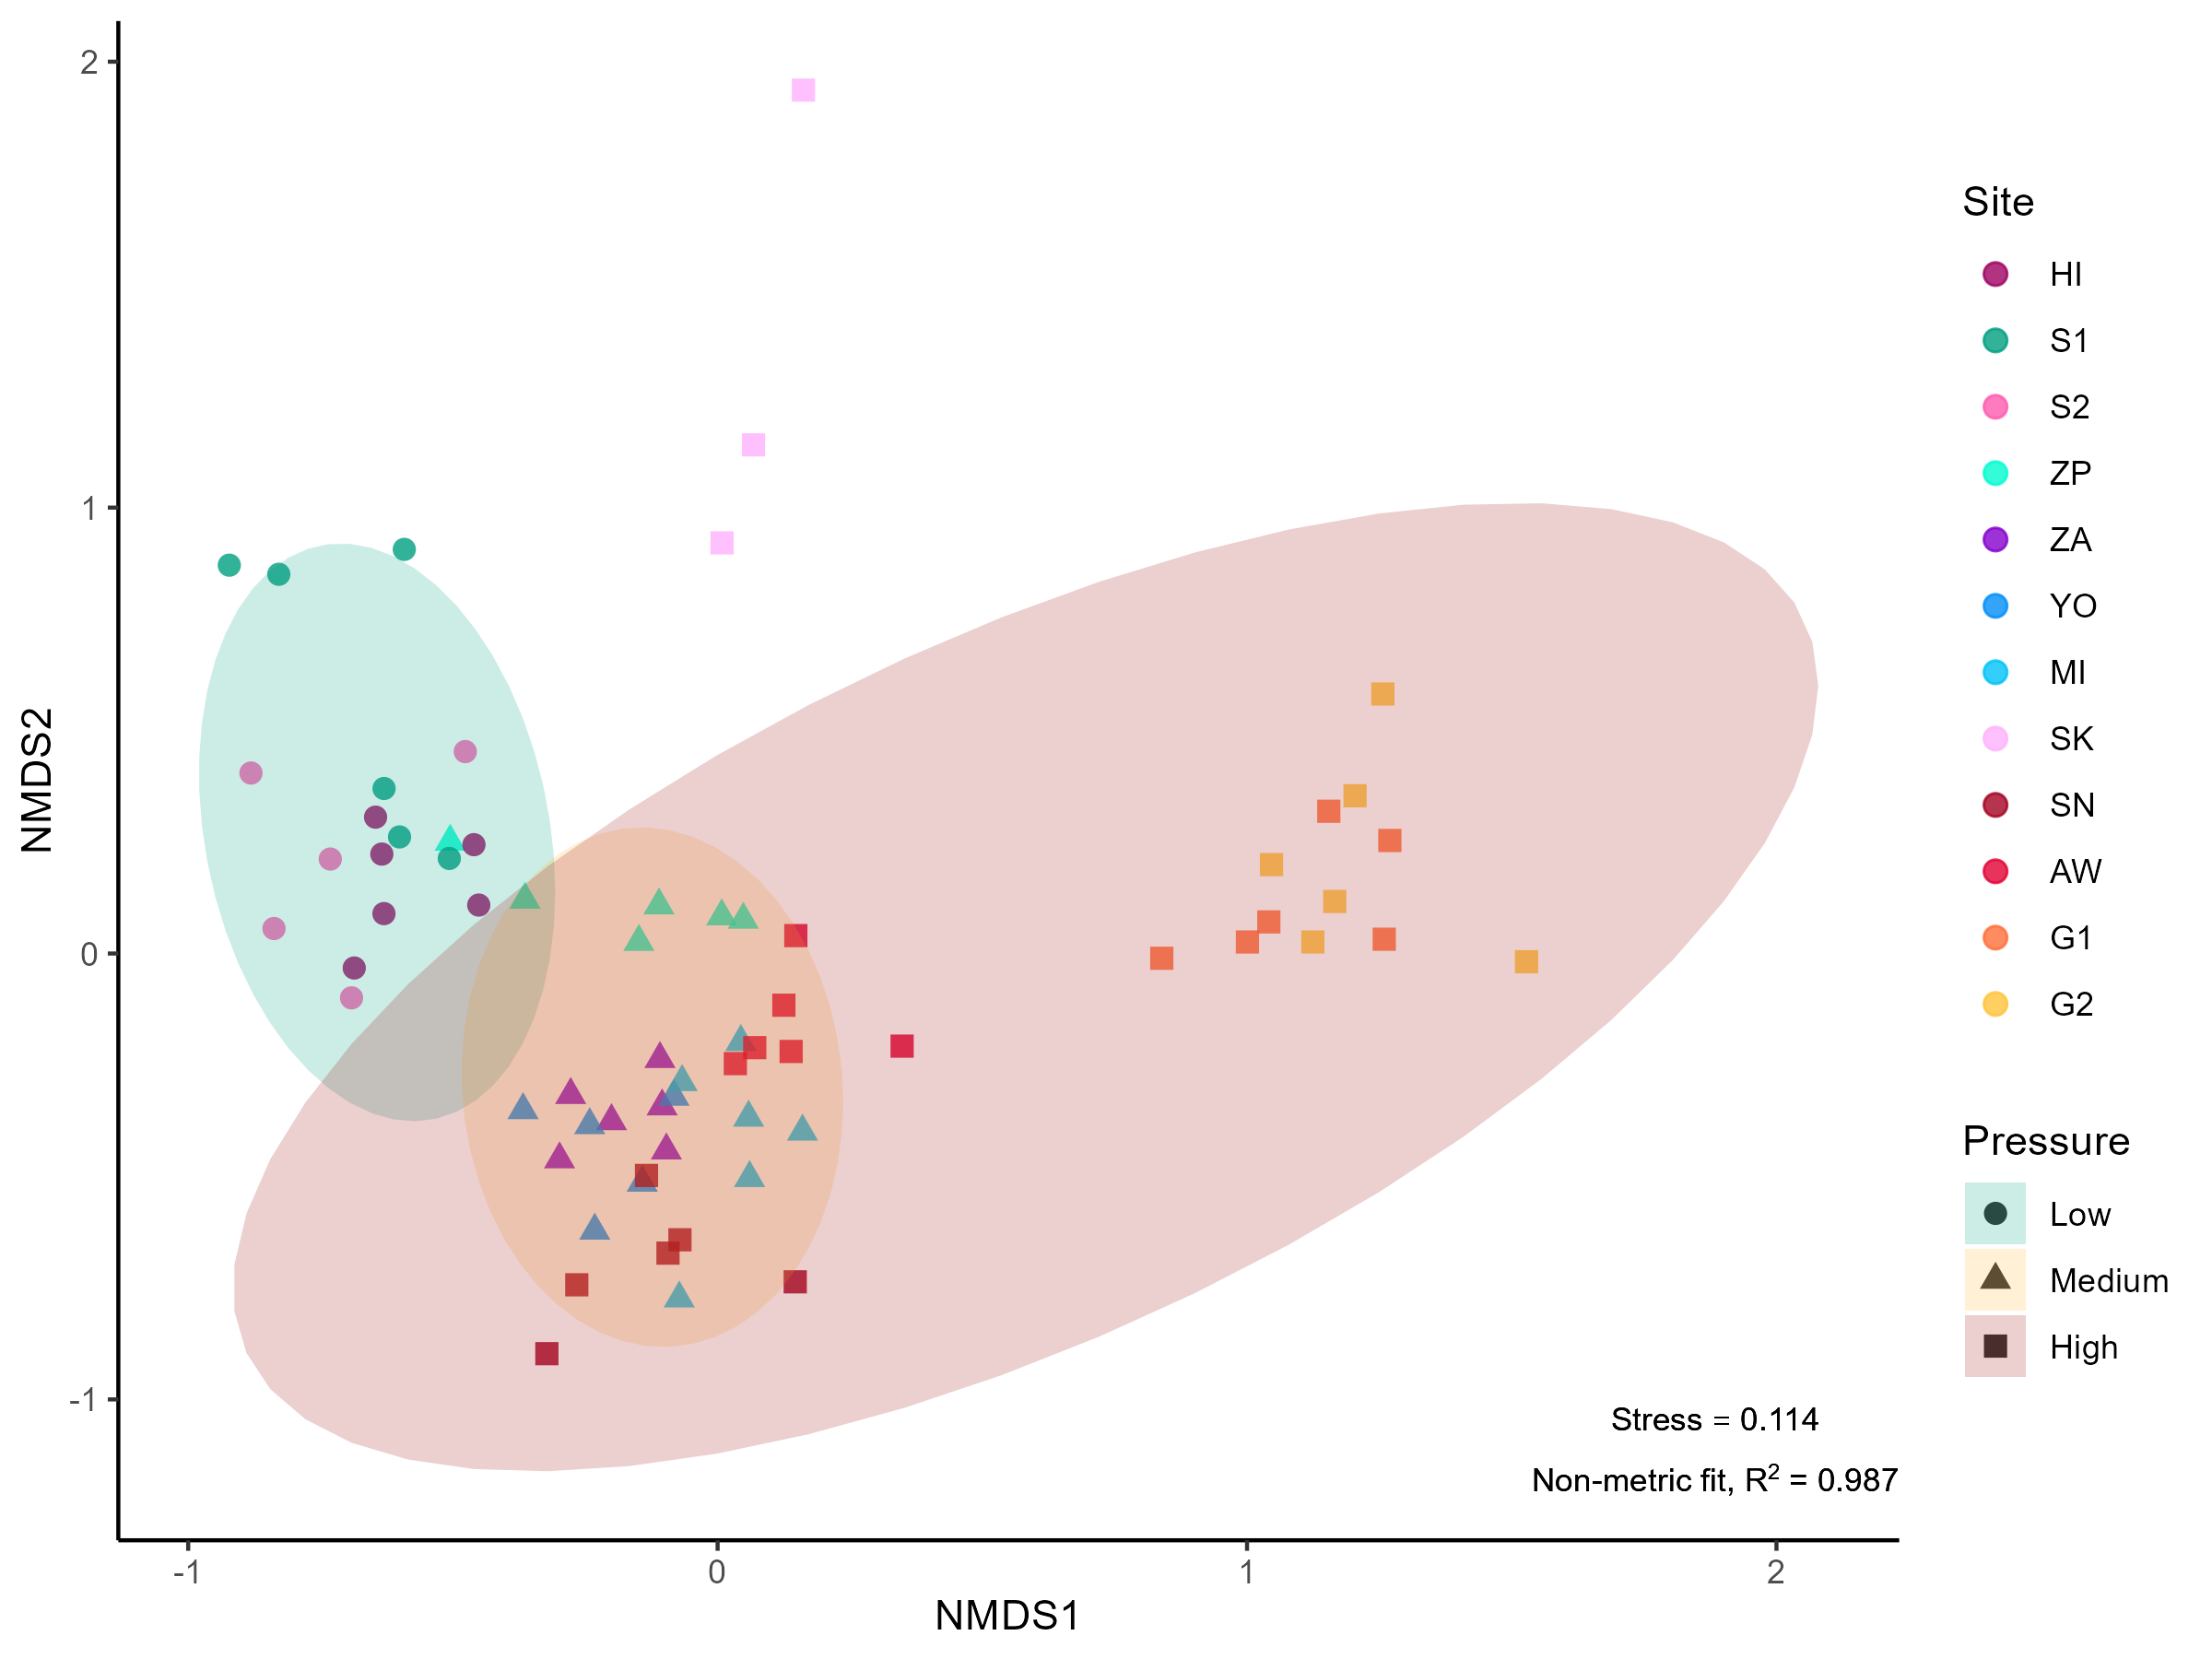 2
1
0
-1
NMDS2
-1
0
1
2
NMDS1
Stress = 0.114
Non-metric fit, R² = 0.987
Site
HI
S1
S2
ZP
ZA
YO
MI
SK
SN
AW
G1
G2
Pressure
Low
Medium
High